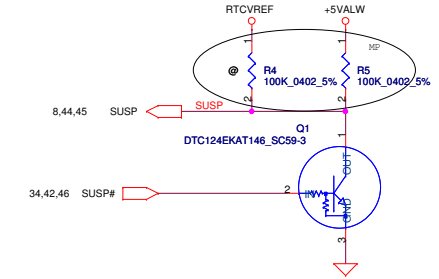 RTCVREF
+5VALW
MP
1
1
@
R4
100K_0402_5%
R5
100K_0402_5%
2
2
8,44,45
SUSP
SUSP
Q1
DTC124EKAT146_SC59-3
1
OUT
34,42,46
SUSP#
2
IN
GND
3